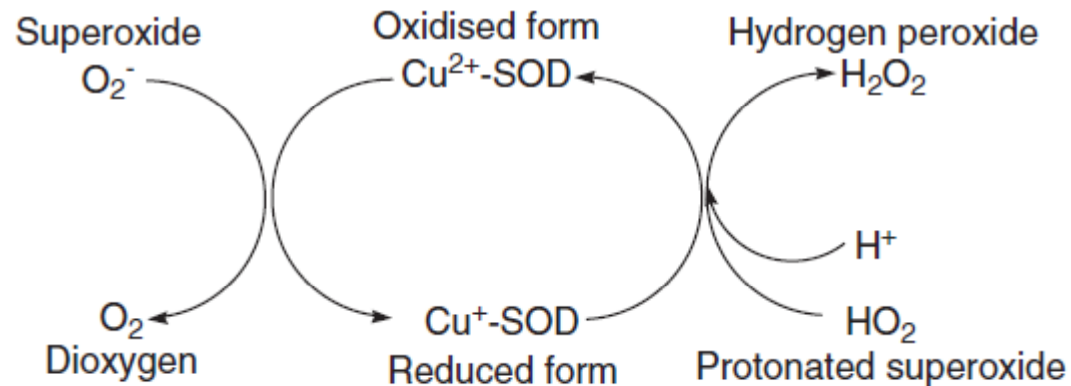 Superoxide
O₂⁻
Oxidised form
Cu²⁺-SOD
Hydrogen peroxide
H₂O₂
H⁺
O₂
Dioxygen
Cu⁺-SOD
Reduced form
HO₂
Protonated superoxide